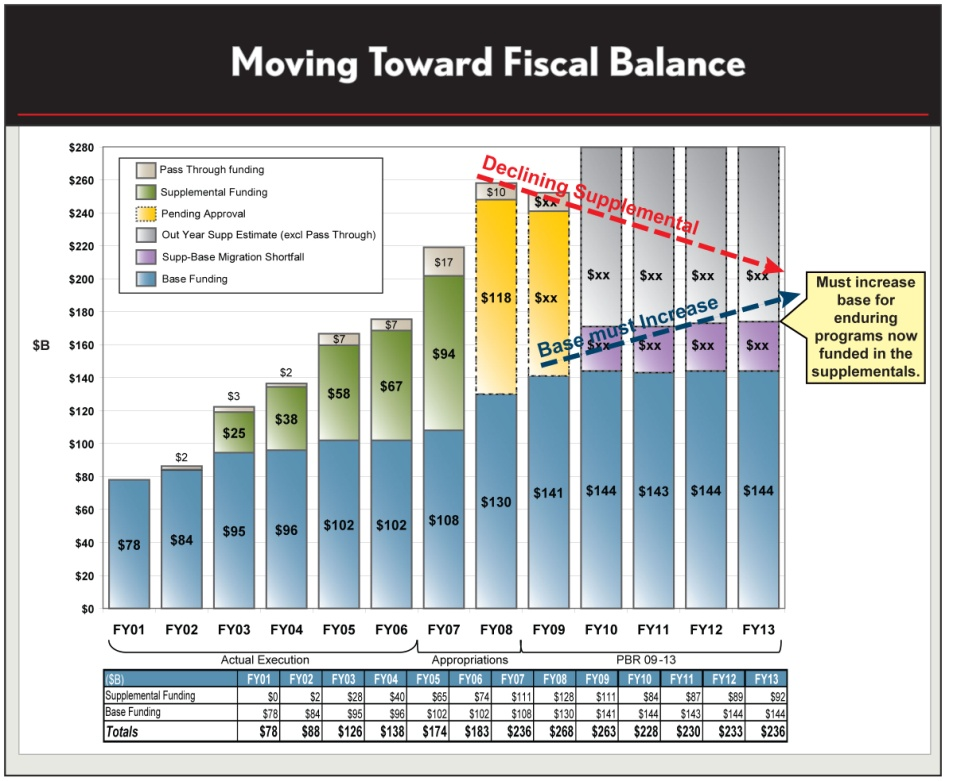 Moving Toward Fiscal Balance
$280
$260
$240
$220
$200
$180
$160
$140
$120
$100
$80
$60
$40
$20
$0
$B
Pass Through funding
Supplemental Funding
Pending Approval
Out Year Supp Estimate (excl Pass Through)
Supp-Base Migration Shortfall
Base Funding
Declining Supplemental
Base must Increase
Must increase
base for
enduring
programs now
funded in the
supplementals.
$78
$2
$84
$3
$25
$95
$2
$38
$96
$7
$58
$102
$7
$67
$102
$17
$94
$108
$10
$118
$130
$xx
$xx
$141
$xx
$xx
$144
$xx
$xx
$143
$xx
$xx
$144
$xx
$xx
$144
FY01 FY02 FY03 FY04 FY05 FY06 FY07 FY08 FY09 FY10 FY11 FY12 FY13
Actual Execution Appropriations PBR 09-13
($B) FY01 FY02 FY03 FY04 FY05 FY06 FY07 FY08 FY09 FY10 FY11 FY12 FY13
Supplemental Funding $0 $2 $28 $40 $65 $74 $111 $128 $111 $84 $87 $89 $92
Base Funding $78 $84 $95 $96 $102 $102 $108 $130 $141 $144 $143 $144 $144
Totals $78 $88 $126 $138 $174 $183 $236 $268 $263 $228 $230 $233 $236